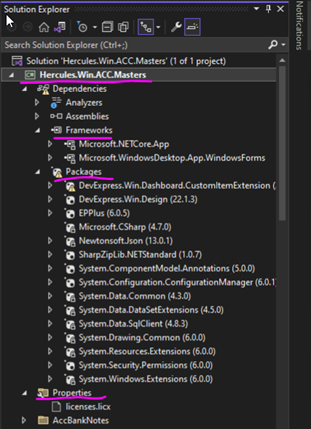 Solution Explorer
Search Solution Explorer (Ctrl+;)
Solution 'Hercules.Win.ACC.Masters' (1 of 1 project)
Hercules.Win.ACC.Masters
Dependencies
Analyzers
Assemblies
Frameworks
Microsoft.NETCore.App
Microsoft.WindowsDesktop.App.WindowsForms
Packages
DevExpress.Win.Dashboard.CustomItemExtension (
DevExpress.Win.Design (22.1.3)
EPPlus (6.0.5)
Microsoft.CSharp (4.7.0)
Newtonsoft.Json (13.0.1)
SharpZipLib.NETStandard (1.0.7)
System.ComponentModel.Annotations (5.0.0)
System.Configuration.ConfigurationManager (6.0.1)
System.Data.Common (4.3.0)
System.Data.DataSetExtensions (4.5.0)
System.Data.SqlClient (4.8.3)
System.Drawing.Common (6.0.0)
System.Resources.Extensions (6.0.0)
System.Security.Permissions (6.0.0)
System.Windows.Extensions (6.0.0)
Properties
licenses.licx
AccBankNotes
Notifications